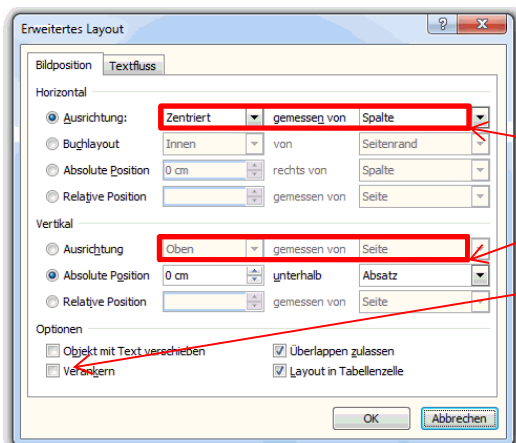 Erweitertes Layout
Bildposition Textfluss
Horizontal
Ausrichtung: Zentriert gemessen von Spalte
Buchlayout Innen von Seitenrand
Absolute Position 0 cm rechts von Spalte
Relative Position gemessen von Seite
Vertikal
Ausrichtung Oben gemessen von Seite
Absolute Position 0 cm unterhalb Absatz
Relative Position gemessen von Seite
Optionen
Objekt mit Text verschieben Überlappen zulassen
Verankern Layout in Tabellenzelle
OK Abbrechen